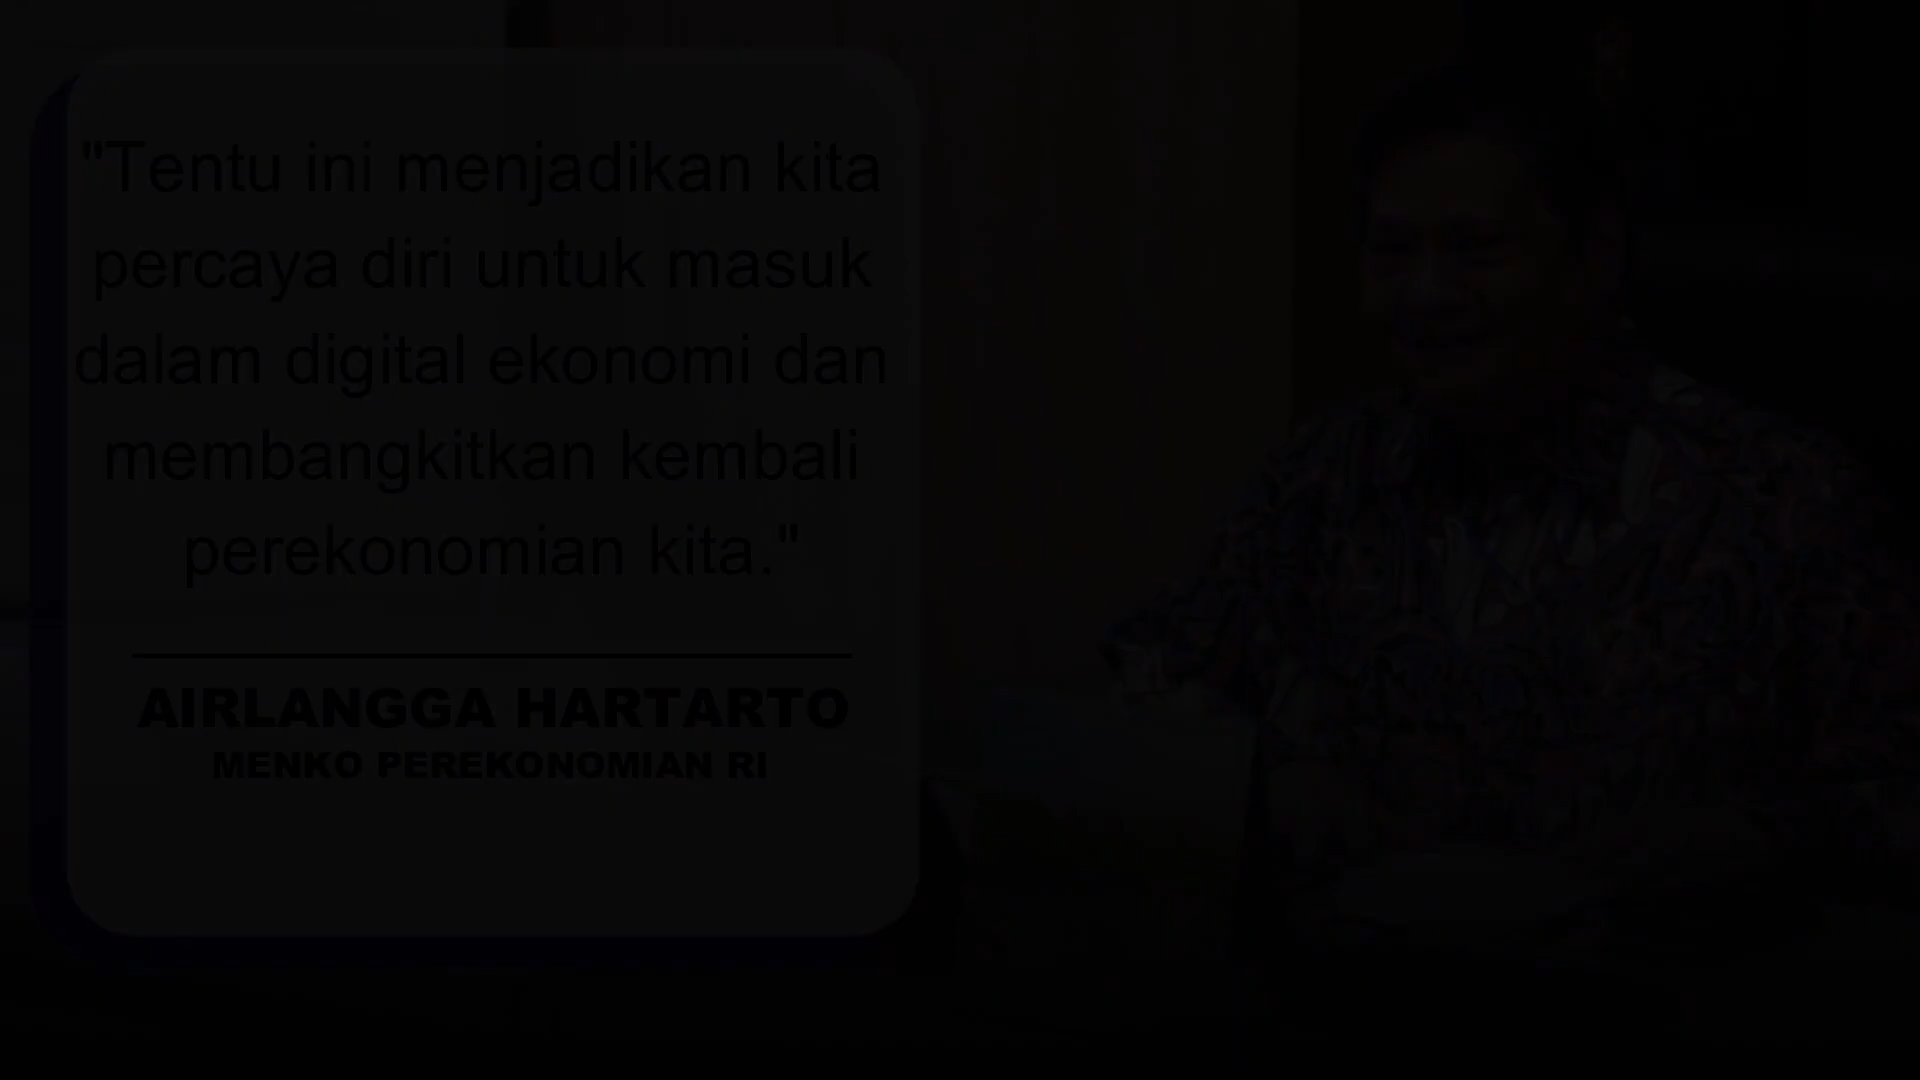 "Tentu ini menjadikan kita
percaya diri untuk masuk
dalam digital ekonomi dan
membangkitkan kembali
perekonomian kita."
AIRLANGGA HARTARTO
MENKO PEREKONOMIAN RI